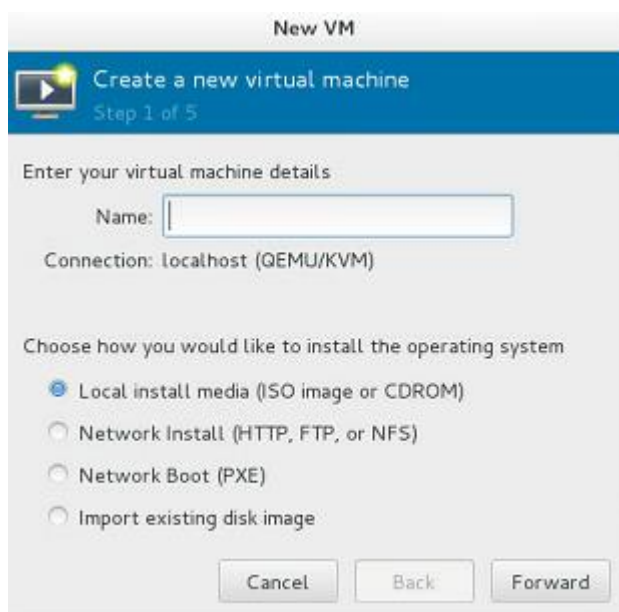 New VM
Create a new virtual machine
Step 1 of 5
Enter your virtual machine details
Name:
Connection: localhost (QEMU/KVM)
Choose how you would like to install the operating system
Local install media (ISO image or CDROM)
Network Install (HTTP, FTP, or NFS)
Network Boot (PXE)
Import existing disk image
Cancel Back Forward